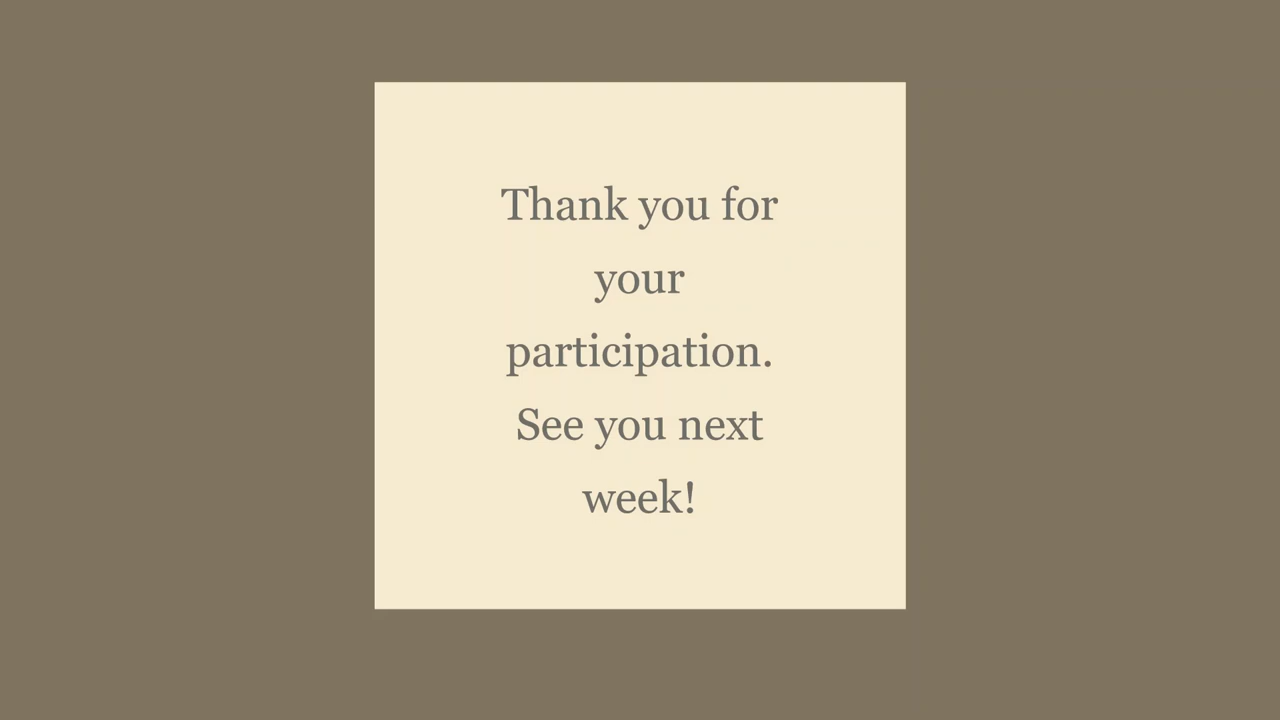 Thank you for
your
participation.
See you next
week!